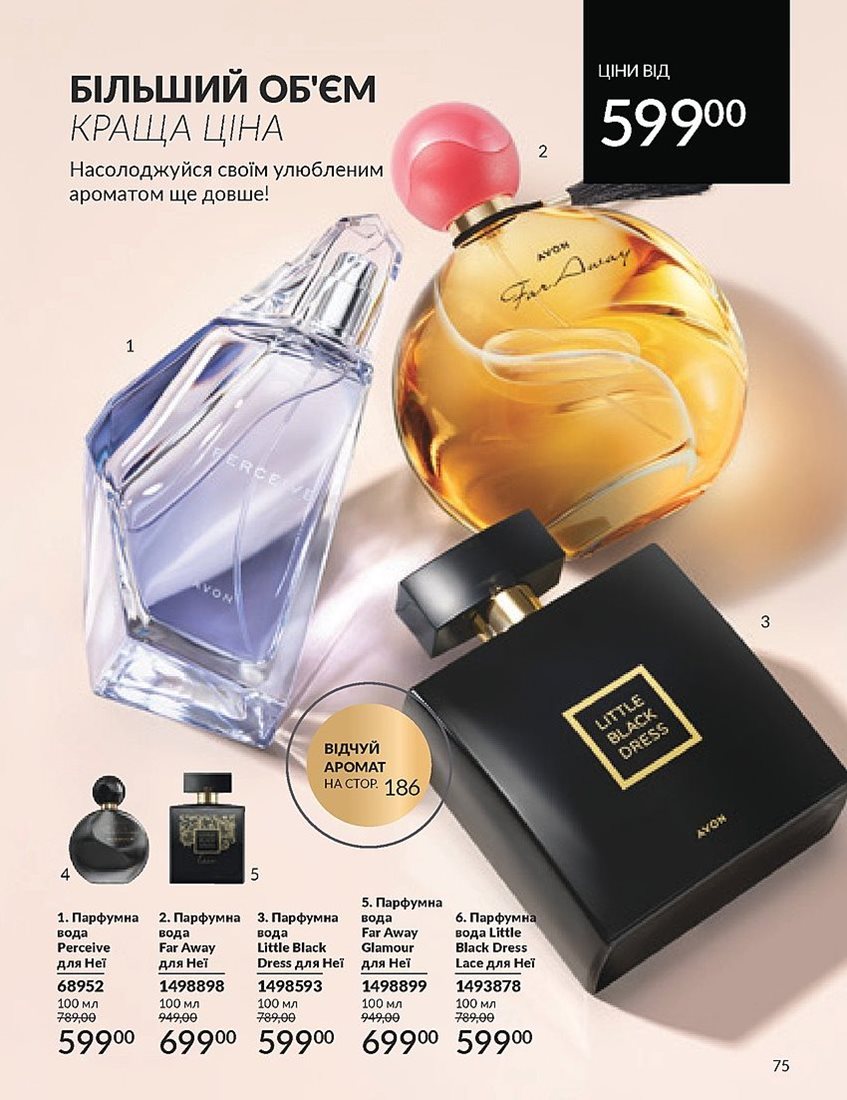 БІЛЬШИЙ ОБ'ЄМ
КРАЩА ЦІНА
Насолоджуйся своїм улюбленим
ароматом ще довше!
ЦІНИ ВІД
599⁰⁰
2
AVON
Far Away
1
PERCEIVE
AVON
3
LITTLE
BLACK
DRESS
AVON
ВІДЧУЙ
АРОМАТ
НА СТОР. 186
4
5
1. Парфумна
вода
Perceive
для Неї
68952
100 мл
789,00
599⁰⁰
2. Парфумна
вода
Far Away
для Неї
1498898
100 мл
949,00
699⁰⁰
3. Парфумна
вода
Little Black
Dress для Неї
1498593
100 мл
789,00
599⁰⁰
5. Парфумна
вода
Far Away
Glamour
для Неї
1498899
100 мл
949,00
699⁰⁰
6. Парфумна
вода Little
Black Dress
Lace для Неї
1493878
100 мл
789,00
599⁰⁰
75